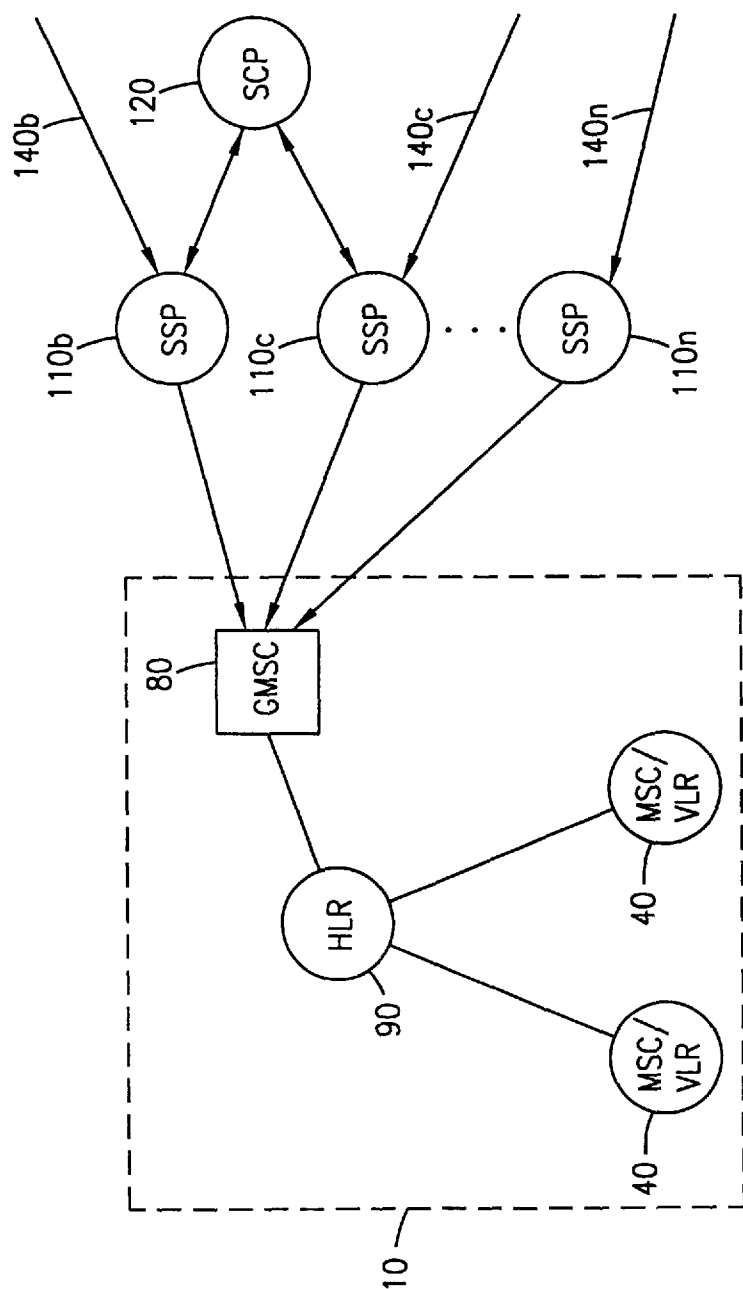 140b
SCP
120
140c
140n
SSP
110b
SSP
110c
SSP
110n
. . .
GMSC
80
HLR
90
MSC/
VLR
40
MSC/
VLR
40
10